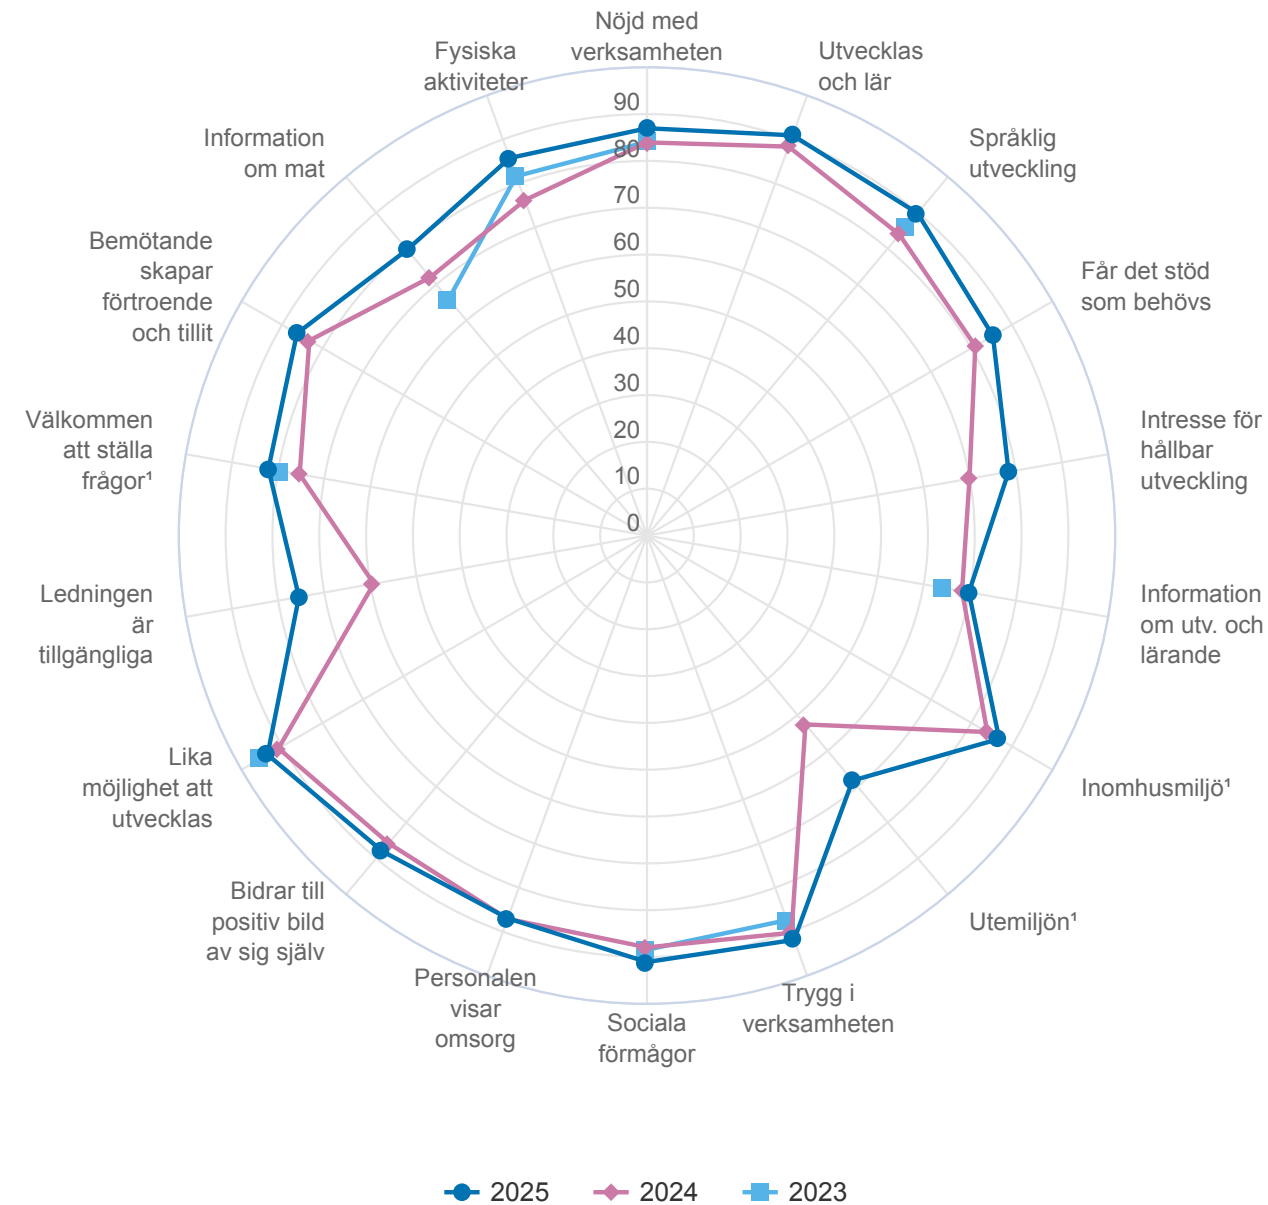 Nöjd med
verksamheten
Utvecklas
och lär
Språklig
utveckling
Får det stöd
som behövs
Intresse för
hållbar
utveckling
Information
om utv. och
lärande
Inomhusmiljö¹
Utemiljön¹
Trygg i
verksamheten
Sociala
förmågor
Personalen
visar
omsorg
Bidrar till
positiv bild
av sig själv
Lika
möjlighet att
utvecklas
Ledningen
är
tillgängliga
Välkommen
att ställa
frågor¹
Bemötande
skapar
förtroende
och tillit
Information
om mat
Fysiska
aktiviteter
90
80
70
60
50
40
30
20
10
0
2025
2024
2023